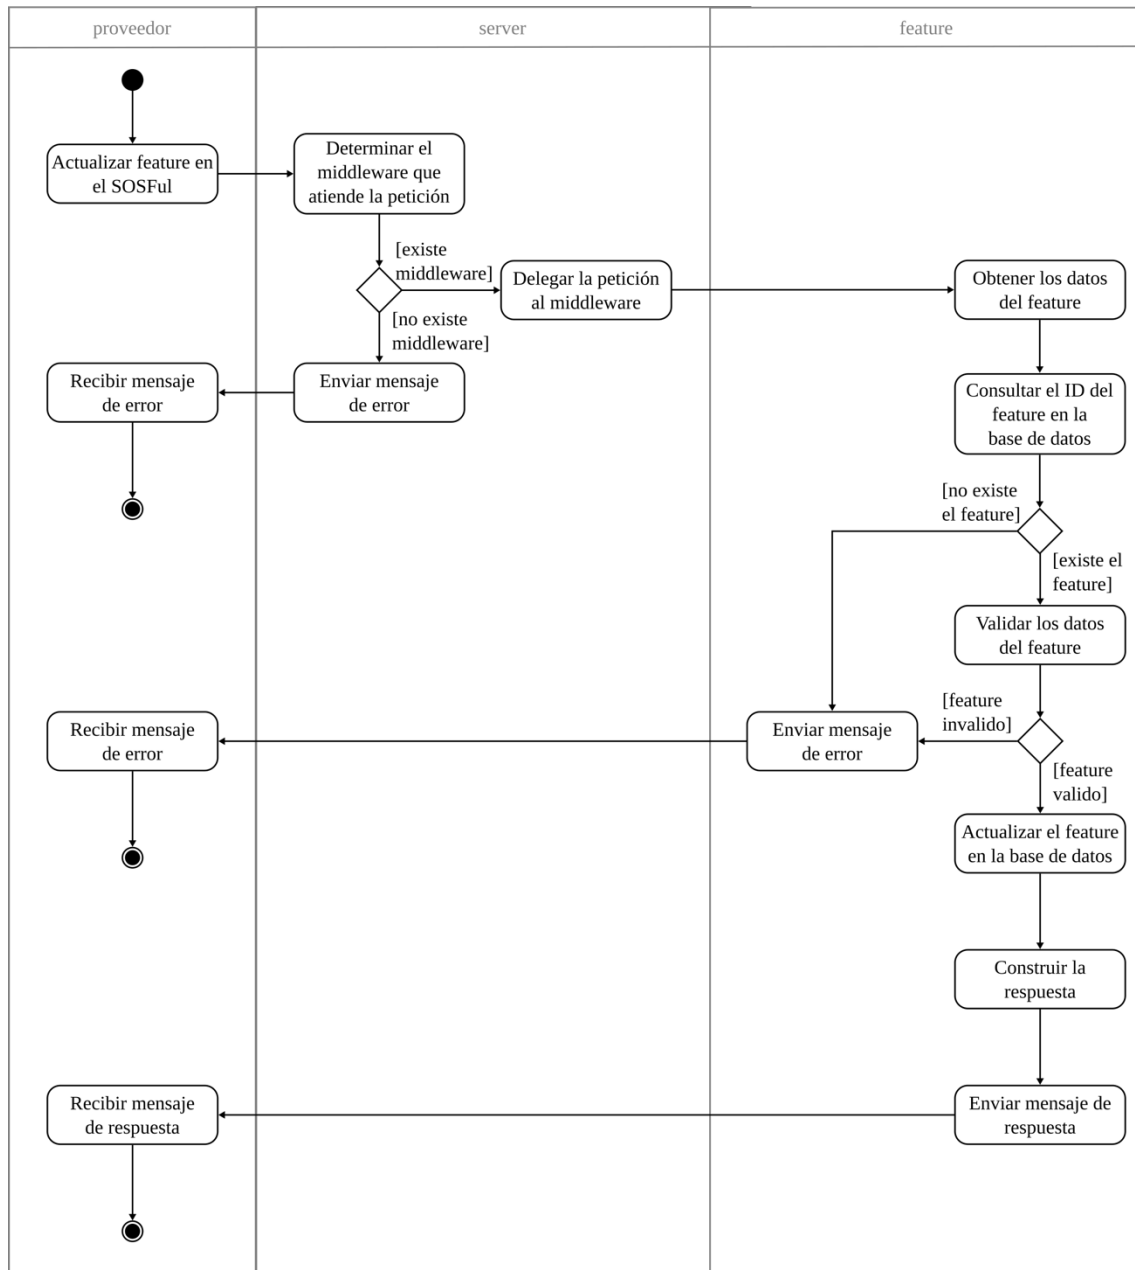 proveedor
server
feature
Actualizar feature en
el SOSFul
Determinar el
middleware que
atiende la petición
[existe
middleware]
Delegar la petición
al middleware
Obtener los datos
del feature
[no existe
middleware]
Recibir mensaje
de error
Enviar mensaje
de error
Consultar el ID del
feature en la
base de datos
[no existe
el feature]
[existe el
feature]
Validar los datos
del feature
[feature
invalido]
Recibir mensaje
de error
Enviar mensaje
de error
[feature
valido]
Actualizar el feature
en la base de datos
Construir la
respuesta
Recibir mensaje
de respuesta
Enviar mensaje de
respuesta